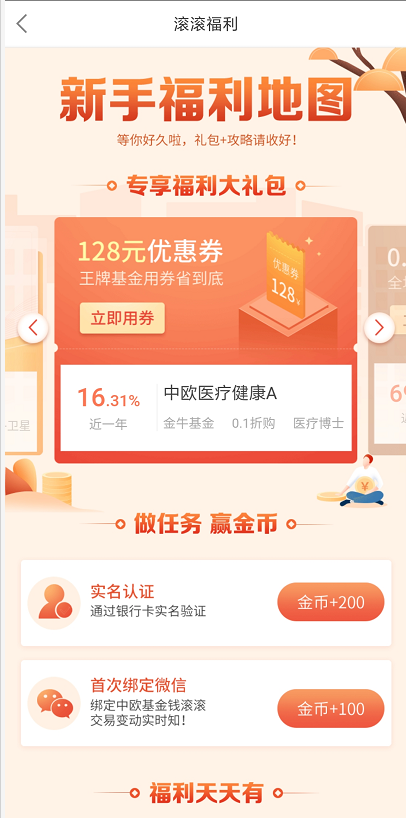 滚滚福利
新手福利地图
等你好久啦，礼包+攻略请收好！
专享福利大礼包
128元优惠券
王牌基金用券省到底
立即用券
优惠券
128¥
0.
16.31%
近一年
中欧医疗健康A
金牛基金 0.1折购 医疗博士
卫星
¥
做任务 赢金币
实名认证
通过银行卡实名验证
金币+200
首次绑定微信
绑定中欧基金钱滚滚
交易变动实时知！
金币+100
福利天天有